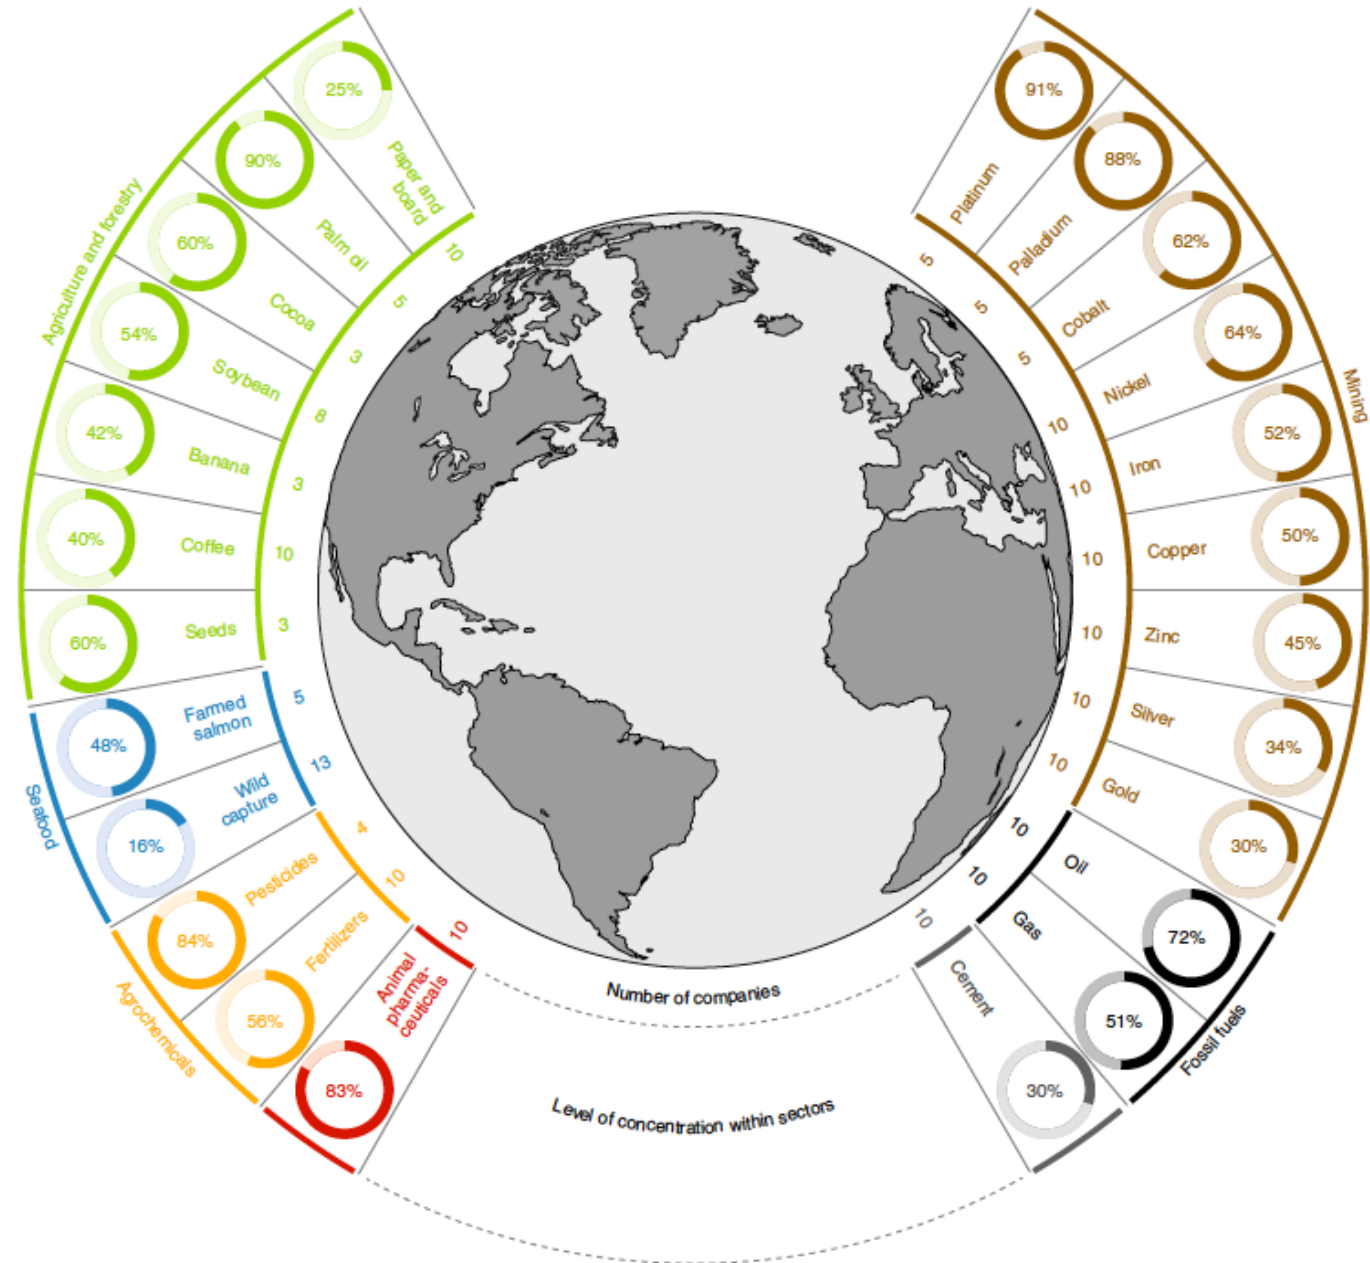 Agriculture and forestry
25%
Paper and
board
10
90%
Palm oil
5
60%
Cocoa
3
54%
Soybean
8
42%
Banana
3
40%
Coffee
10
60%
Seeds
3
Seafood
48%
Farmed
salmon
5
16%
Wild
capture
13
Agrochemicals
84%
Pesticides
4
56%
Fertilizers
10
83%
Animal
pharma-
ceuticals
10
Mining
91%
Platinum
5
88%
Palladium
5
62%
Cobalt
5
64%
Nickel
10
52%
Iron
10
50%
Copper
10
45%
Zinc
10
34%
Silver
10
30%
Gold
10
Fossil fuels
72%
Oil
10
51%
Gas
10
30%
Cement
10
Number of companies
Level of concentration within sectors